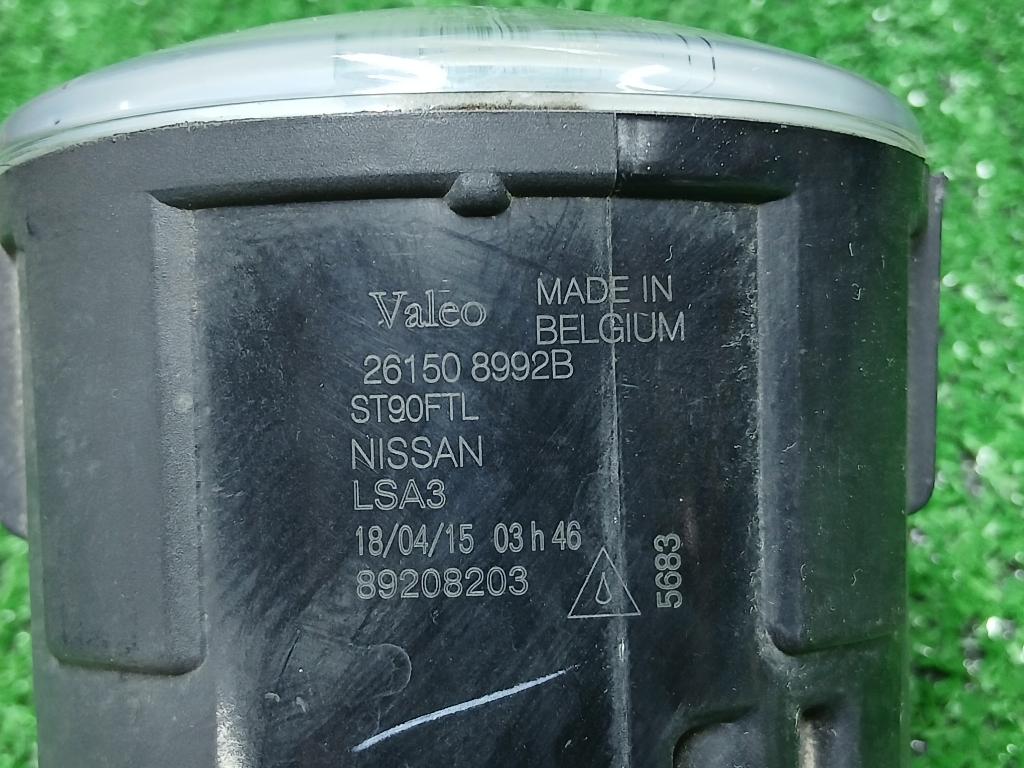 Valeo MADE IN
BELGIUM
26150 8992B
ST90FTL
NISSAN
LSA3
18/04/15 03 h 46
89208203
5683